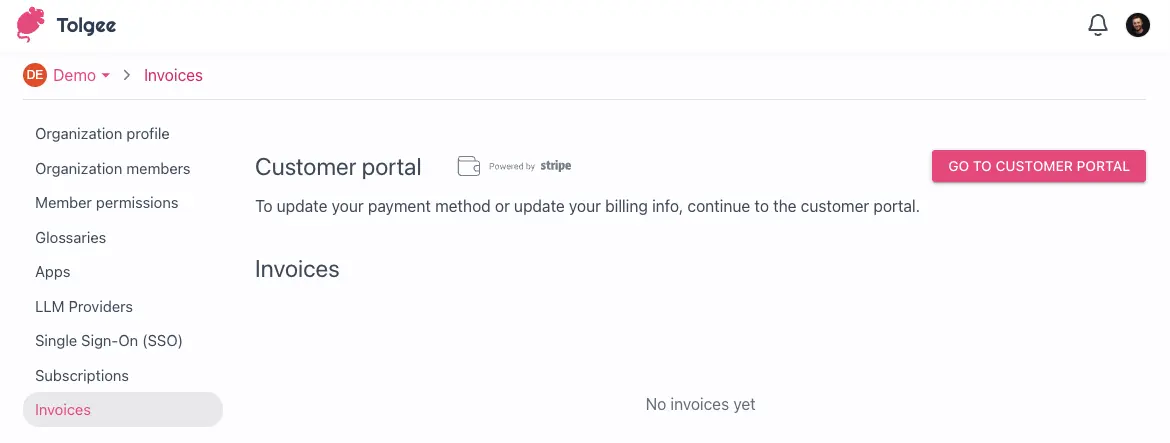 Tolgee
DE Demo Invoices
Organization profile
Organization members
Member permissions
Glossaries
Apps
LLM Providers
Single Sign-On (SSO)
Subscriptions
Invoices
Customer portal Powered by stripe GO TO CUSTOMER PORTAL
To update your payment method or update your billing info, continue to the customer portal.
Invoices
No invoices yet